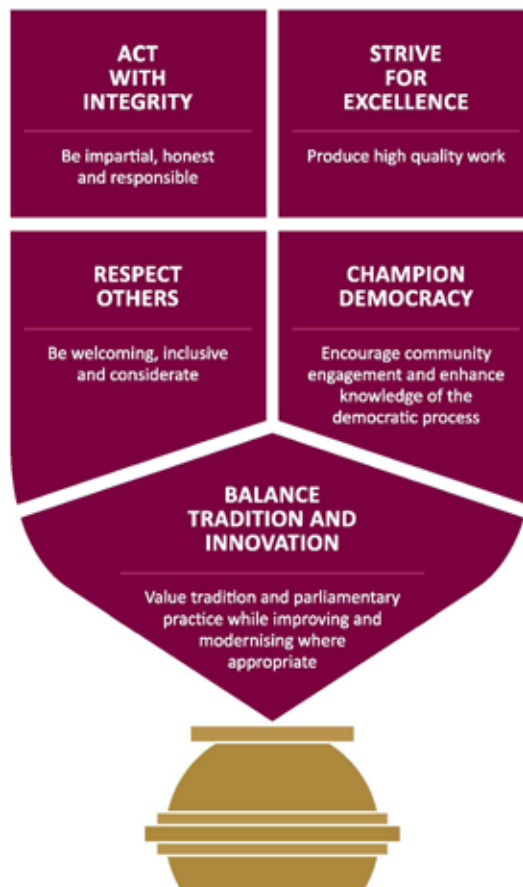 ACT
WITH
INTEGRITY
Be impartial, honest
and responsible
STRIVE
FOR
EXCELLENCE
Produce high quality work
RESPECT
OTHERS
Be welcoming, inclusive
and considerate
CHAMPION
DEMOCRACY
Encourage community
engagement and enhance
knowledge of the
democratic process
BALANCE
TRADITION AND
INNOVATION
Value tradition and parliamentary
practice while improving and
modernising where
appropriate